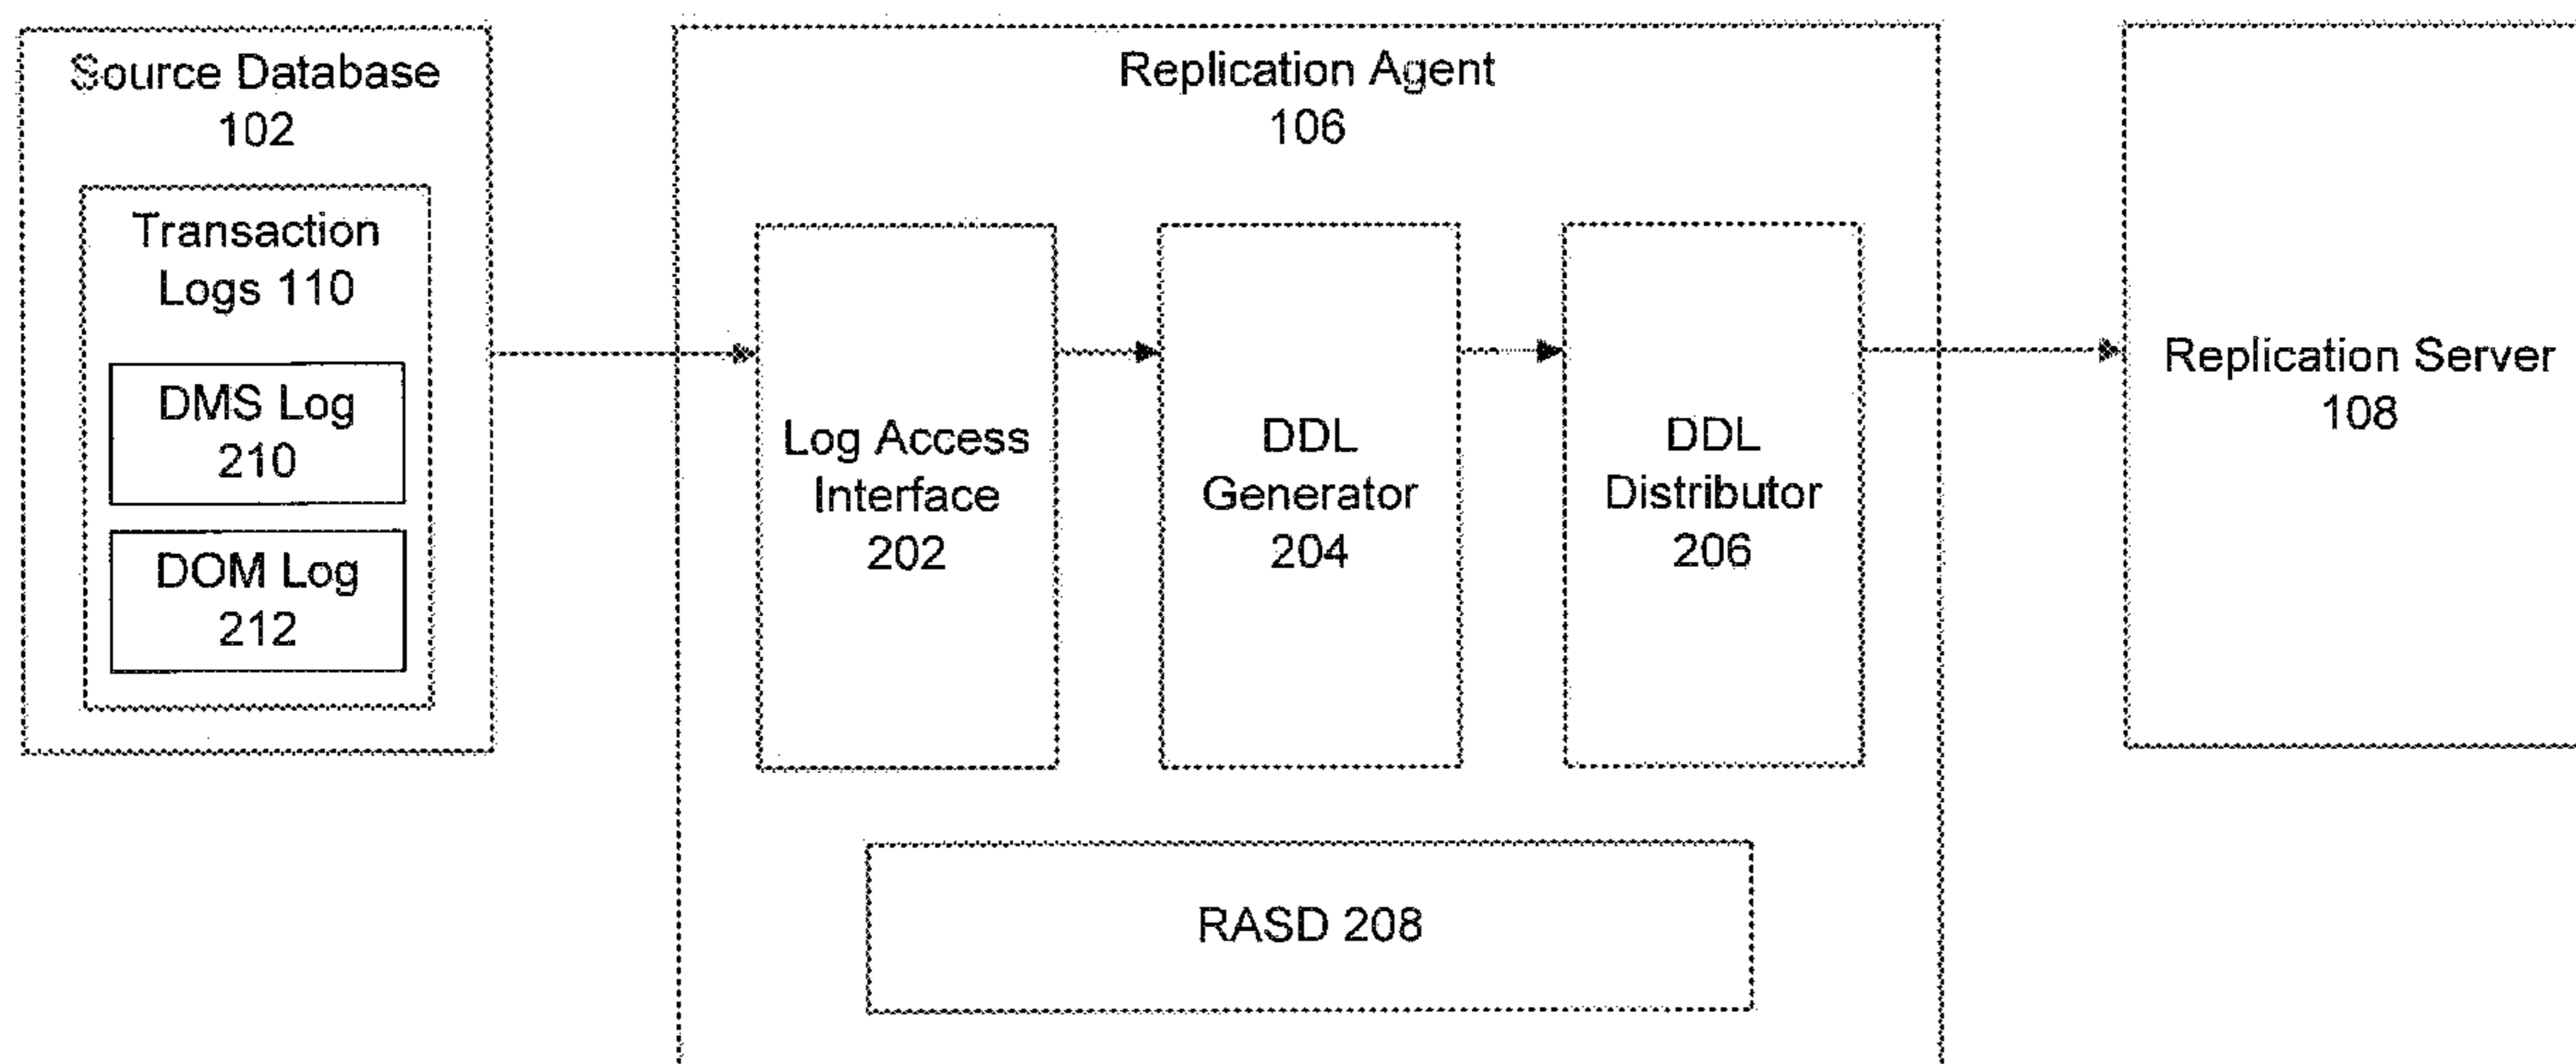 Source Database
102
Transaction
Logs 110
DMS Log
210
DOM Log
212
Replication Agent
106
Log Access
Interface
202
DDL
Generator
204
DDL
Distributor
206
RASD 208
Replication Server
108